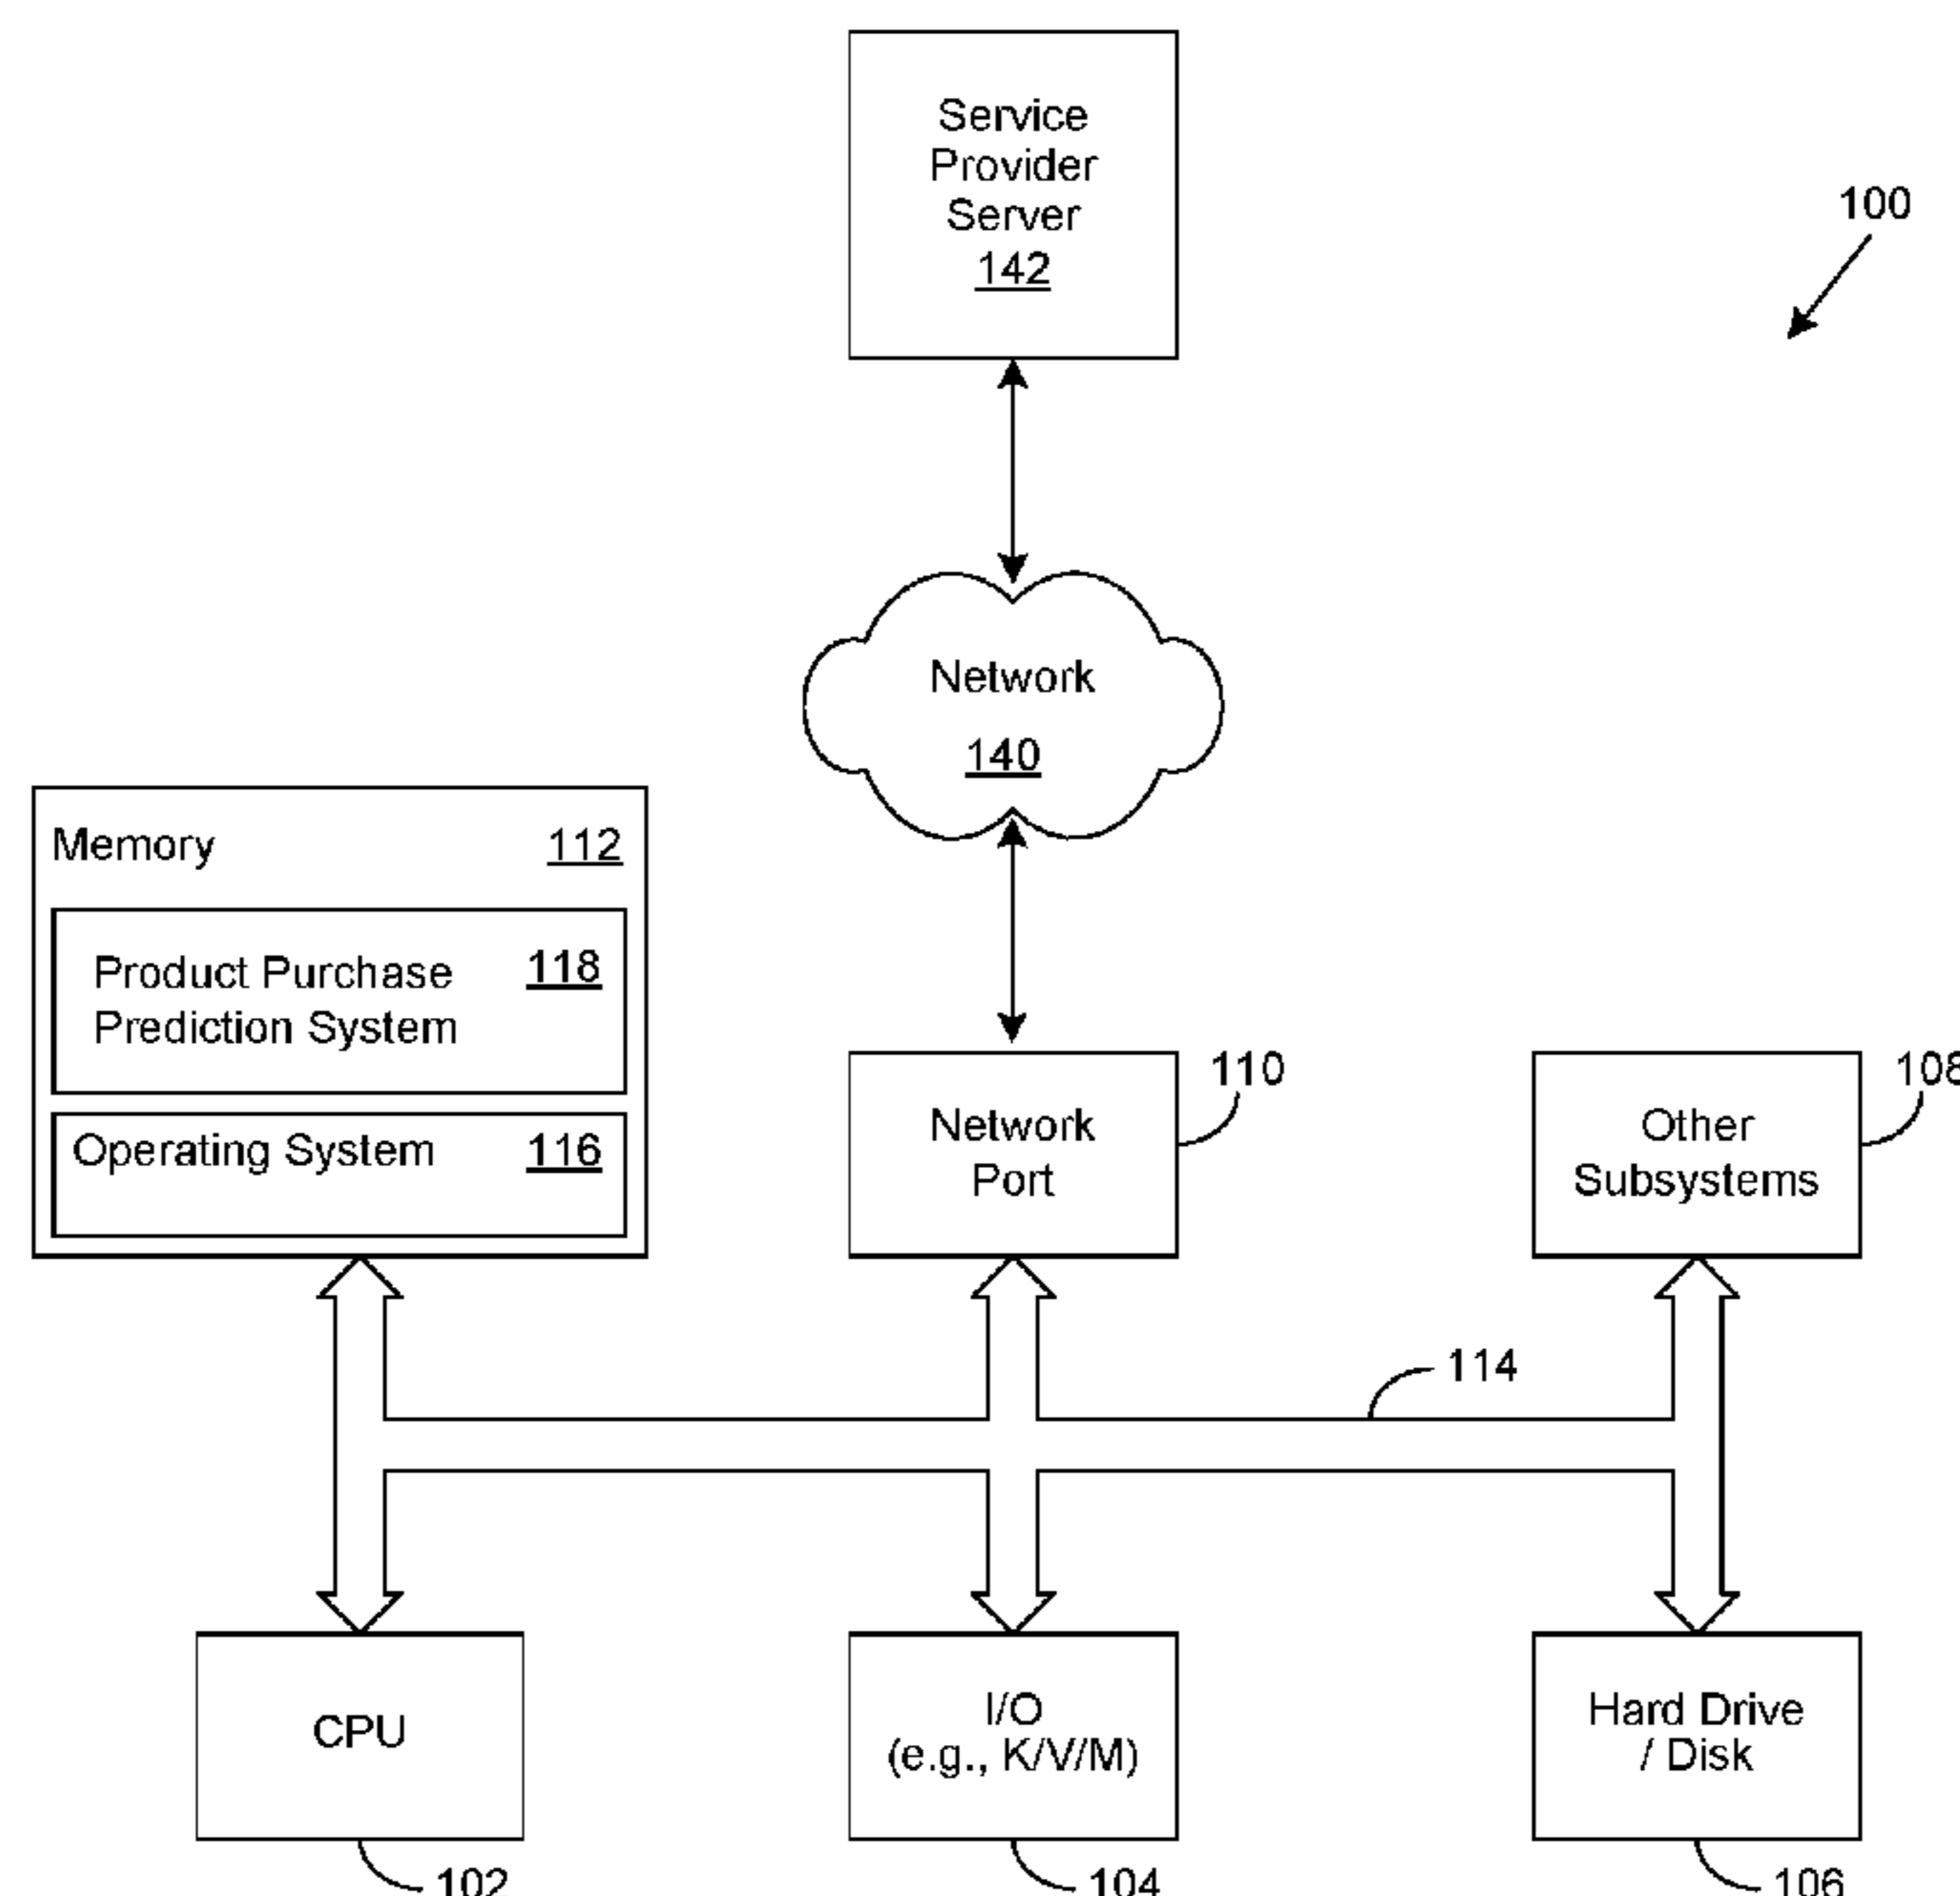 Service
Provider
Server
142
100
Network
140
Memory 112
Product Purchase 118
Prediction System
Operating System 116
Network
Port
110
Other
Subsystems
108
114
CPU
I/O
(e.g., K/V/M)
Hard Drive
/ Disk
102
104
106